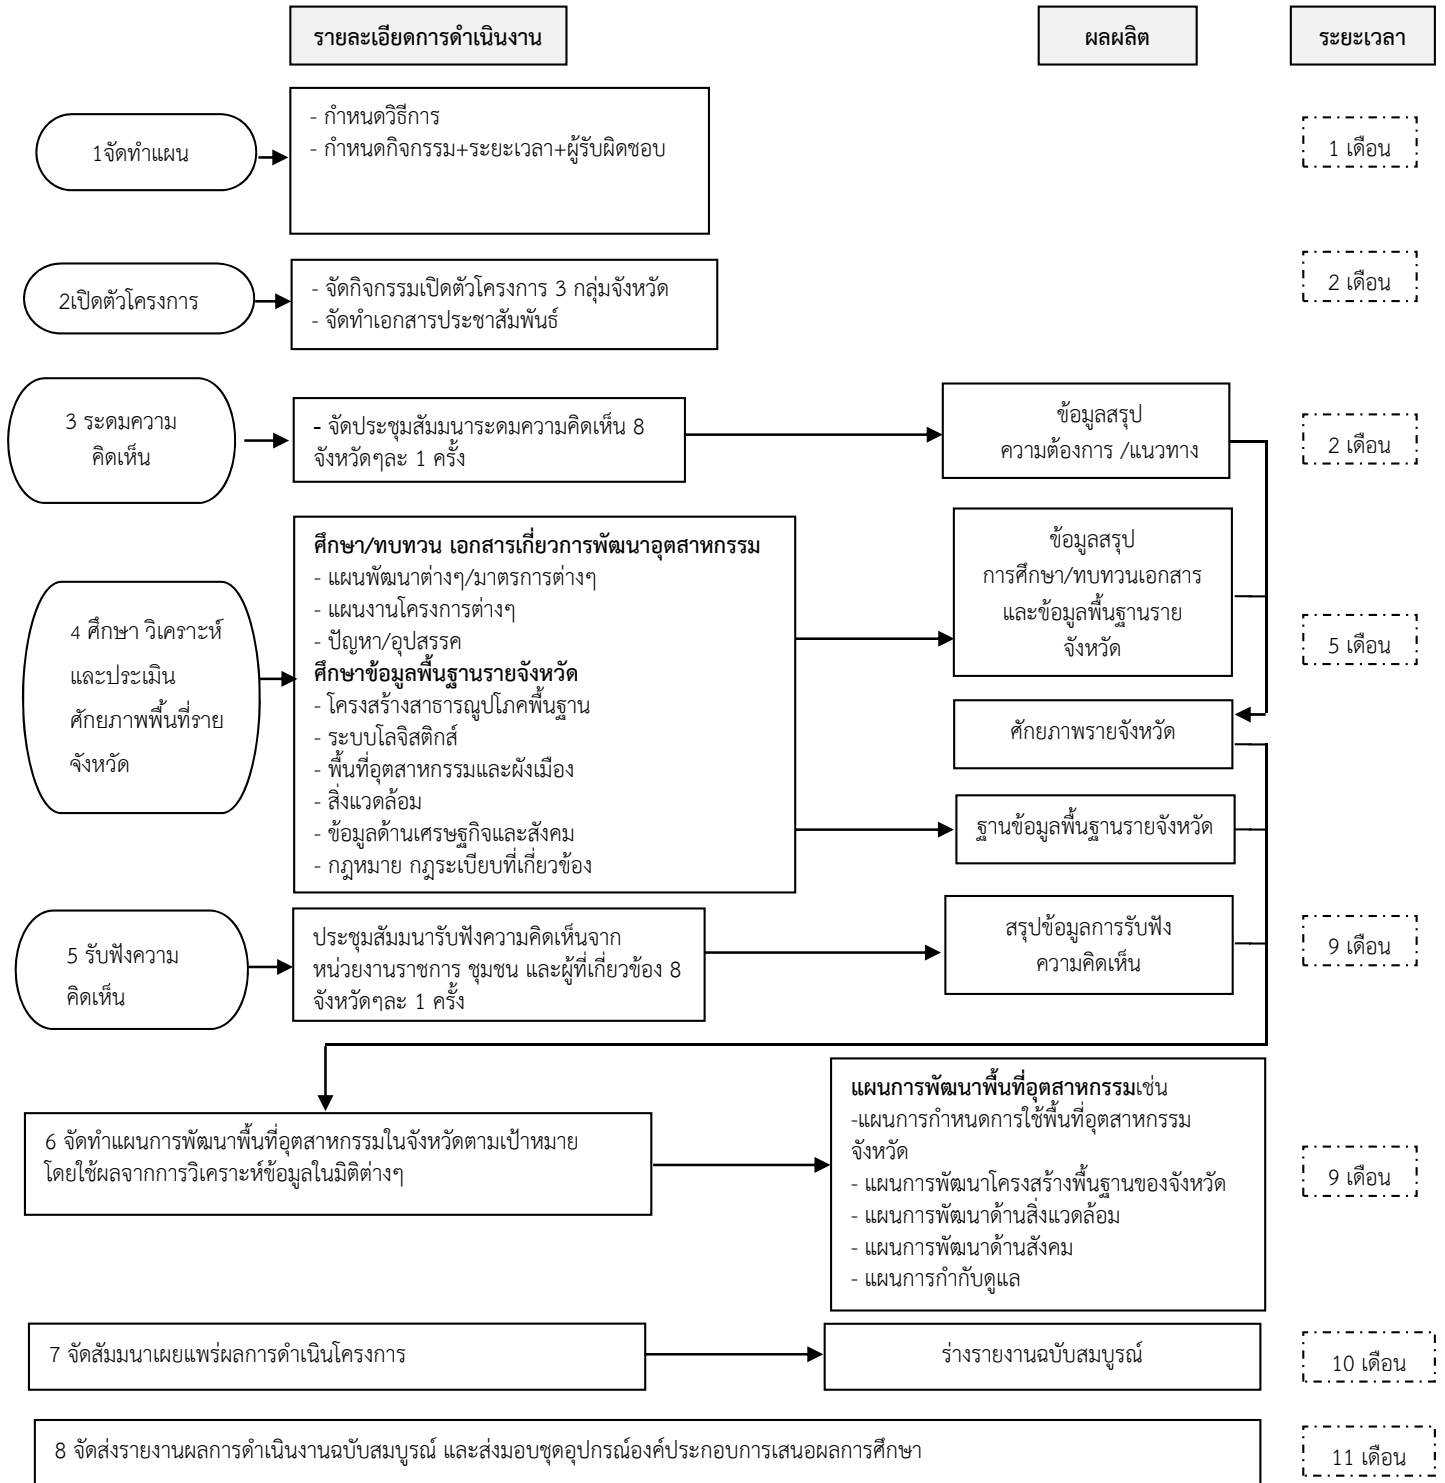 รายละเอียดการดำเนินงาน
ผลผลิต
ระยะเวลา
1จัดทำแผน
- กำหนดวิธีการ
- กำหนดกิจกรรม+ระยะเวลา+ผู้รับผิดชอบ
1 เดือน
2เปิดตัวโครงการ
- จัดกิจกรรมเปิดตัวโครงการ 3 กลุ่มจังหวัด
- จัดทำเอกสารประชาสัมพันธ์
2 เดือน
3 ระดมความ
คิดเห็น
- จัดประชุมสัมมนาระดมความคิดเห็น 8
จังหวัดๆละ 1 ครั้ง
ข้อมูลสรุป
ความต้องการ /แนวทาง
2 เดือน
4 ศึกษา วิเคราะห์
และประเมิน
ศักยภาพพื้นที่ราย
จังหวัด
ศึกษา/ทบทวน เอกสารเกี่ยวการพัฒนาอุตสาหกรรม
- แผนพัฒนาต่างๆ/มาตรการต่างๆ
- แผนงานโครงการต่างๆ
- ปัญหา/อุปสรรค
ศึกษาข้อมูลพื้นฐานรายจังหวัด
- โครงสร้างสาธารณูปโภคพื้นฐาน
- ระบบโลจิสติกส์
- พื้นที่อุตสาหกรรมและผังเมือง
- สิ่งแวดล้อม
- ข้อมูลด้านเศรษฐกิจและสังคม
- กฎหมาย กฎระเบียบที่เกี่ยวข้อง
ข้อมูลสรุป
การศึกษา/ทบทวนเอกสาร
และข้อมูลพื้นฐานราย
จังหวัด
ศักยภาพรายจังหวัด
ฐานข้อมูลพื้นฐานรายจังหวัด
5 เดือน
5 รับฟังความ
คิดเห็น
ประชุมสัมมนารับฟังความคิดเห็นจาก
หน่วยงานราชการ ชุมชน และผู้ที่เกี่ยวข้อง 8
จังหวัดๆละ 1 ครั้ง
สรุปข้อมูลการรับฟัง
ความคิดเห็น
9 เดือน
6 จัดทำแผนการพัฒนาพื้นที่อุตสาหกรรมในจังหวัดตามเป้าหมาย
โดยใช้ผลจากการวิเคราะห์ข้อมูลในมิติต่างๆ
แผนการพัฒนาพื้นที่อุตสาหกรรมเช่น
-แผนการกำหนดการใช้พื้นที่อุตสาหกรรม
จังหวัด
- แผนการพัฒนาโครงสร้างพื้นฐานของจังหวัด
- แผนการพัฒนาด้านสิ่งแวดล้อม
- แผนการพัฒนาด้านสังคม
- แผนการกำกับดูแล
9 เดือน
7 จัดสัมมนาเผยแพร่ผลการดำเนินโครงการ
ร่างรายงานฉบับสมบูรณ์
10 เดือน
8 จัดส่งรายงานผลการดำเนินงานฉบับสมบูรณ์ และส่งมอบชุดอุปกรณ์องค์ประกอบการเสนอผลการศึกษา
11 เดือน